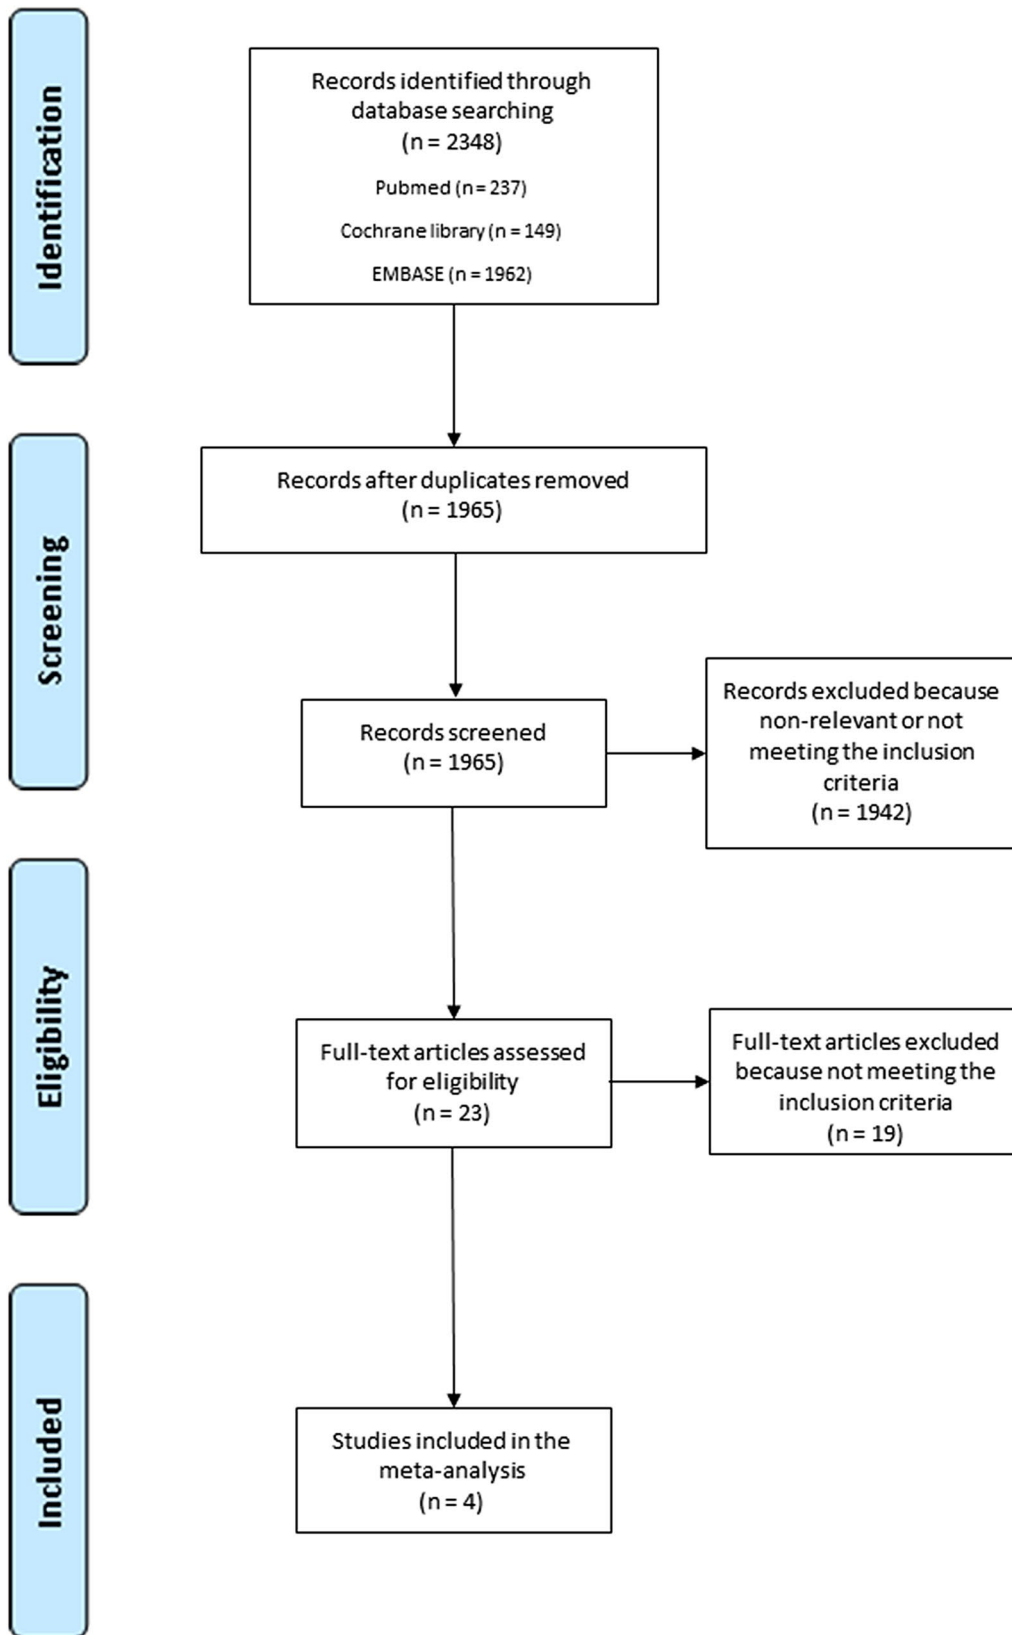 Identification
Records identified through
database searching
(n = 2348)
Pubmed (n = 237)
Cochrane library (n = 149)
EMBASE (n = 1962)
Screening
Records after duplicates removed
(n = 1965)
Records screened
(n = 1965)
Records excluded because
non-relevant or not
meeting the inclusion
criteria
(n = 1942)
Eligibility
Full-text articles assessed
for eligibility
(n = 23)
Full-text articles excluded
because not meeting the
inclusion criteria
(n = 19)
Included
Studies included in the
meta-analysis
(n = 4)